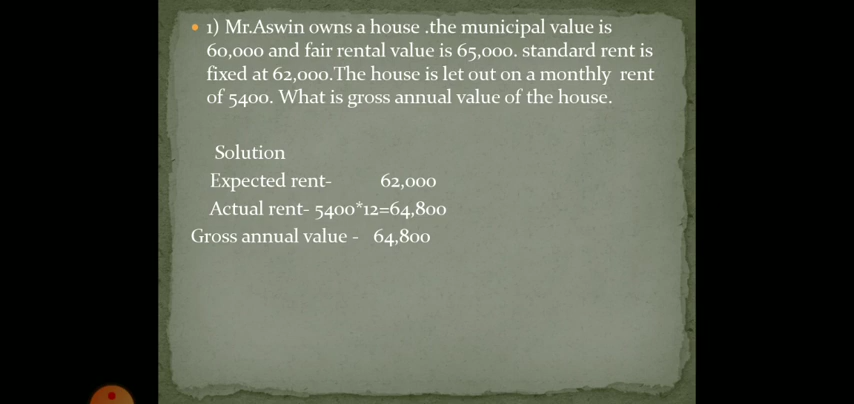 1) Mr.Aswin owns a house .the municipal value is
60,000 and fair rental value is 65,000. standard rent is
fixed at 62,000.The house is let out on a monthly rent
of 5400. What is gross annual value of the house.
Solution
Expected rent- 62,000
Actual rent- 5400*12=64,800
Gross annual value - 64,800